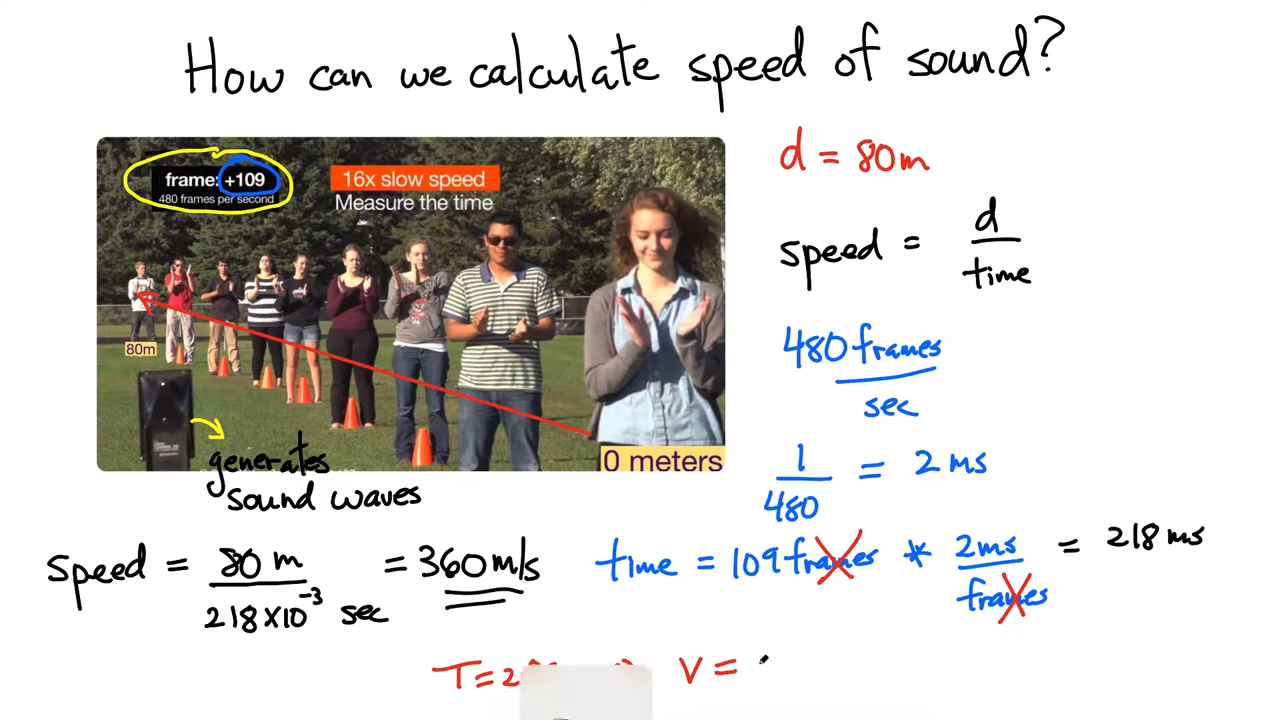 How can we calculate speed of sound?
frame: +109
480 frames per second
16x slow speed
Measure the time
80m
0 meters
generates
sound waves
d = 80m
speed = d / time
480 frames / sec
1 / 480 = 2 ms
time = 109 frames * 2ms / frames = 218 ms
speed = 80 m / 218 x 10⁻³ sec = 360 m/s
T = 2
V =